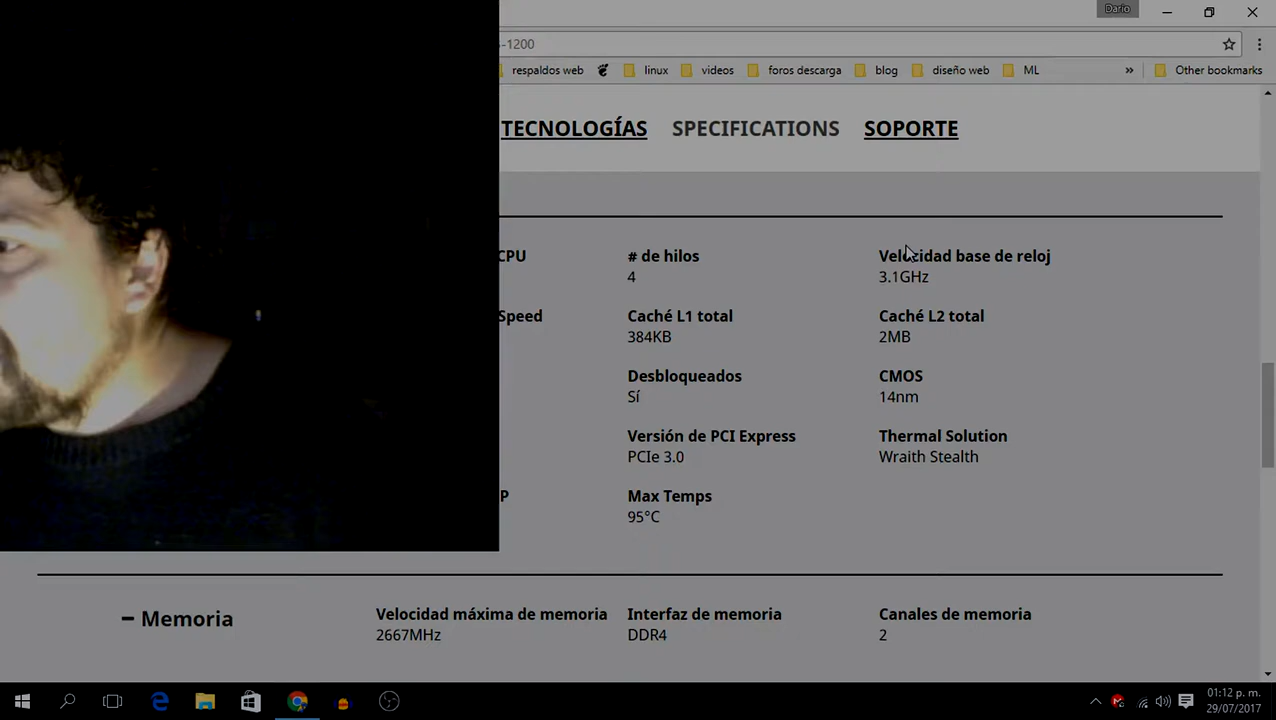 Dario
-1200
respaldos web
linux
videos
foros descarga
blog
diseño web
ML
»
Other bookmarks
TECNOLOGÍAS
SPECIFICATIONS
SOPORTE
CPU
# de hilos
4
Velocidad base de reloj
3.1GHz
Speed
Caché L1 total
384KB
Caché L2 total
2MB
Desbloqueados
Sí
CMOS
14nm
Versión de PCI Express
PCIe 3.0
Thermal Solution
Wraith Stealth
P
Max Temps
95°C
– Memoria
Velocidad máxima de memoria
2667MHz
Interfaz de memoria
DDR4
Canales de memoria
2
01:12 p. m.
29/07/2017